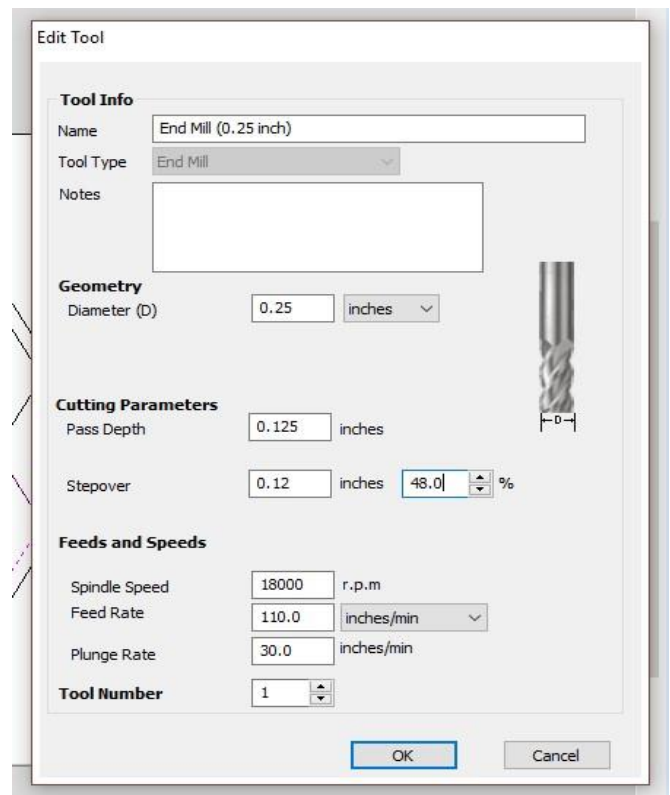 Edit Tool
Tool Info
Name End Mill (0.25 inch)
Tool Type End Mill
Notes
Geometry
Diameter (D) 0.25 inches
Cutting Parameters
Pass Depth 0.125 inches
D
Stepover 0.12 inches 48.0 %
Feeds and Speeds
Spindle Speed 18000 r.p.m
Feed Rate 110.0 inches/min
Plunge Rate 30.0 inches/min
Tool Number 1
OK Cancel